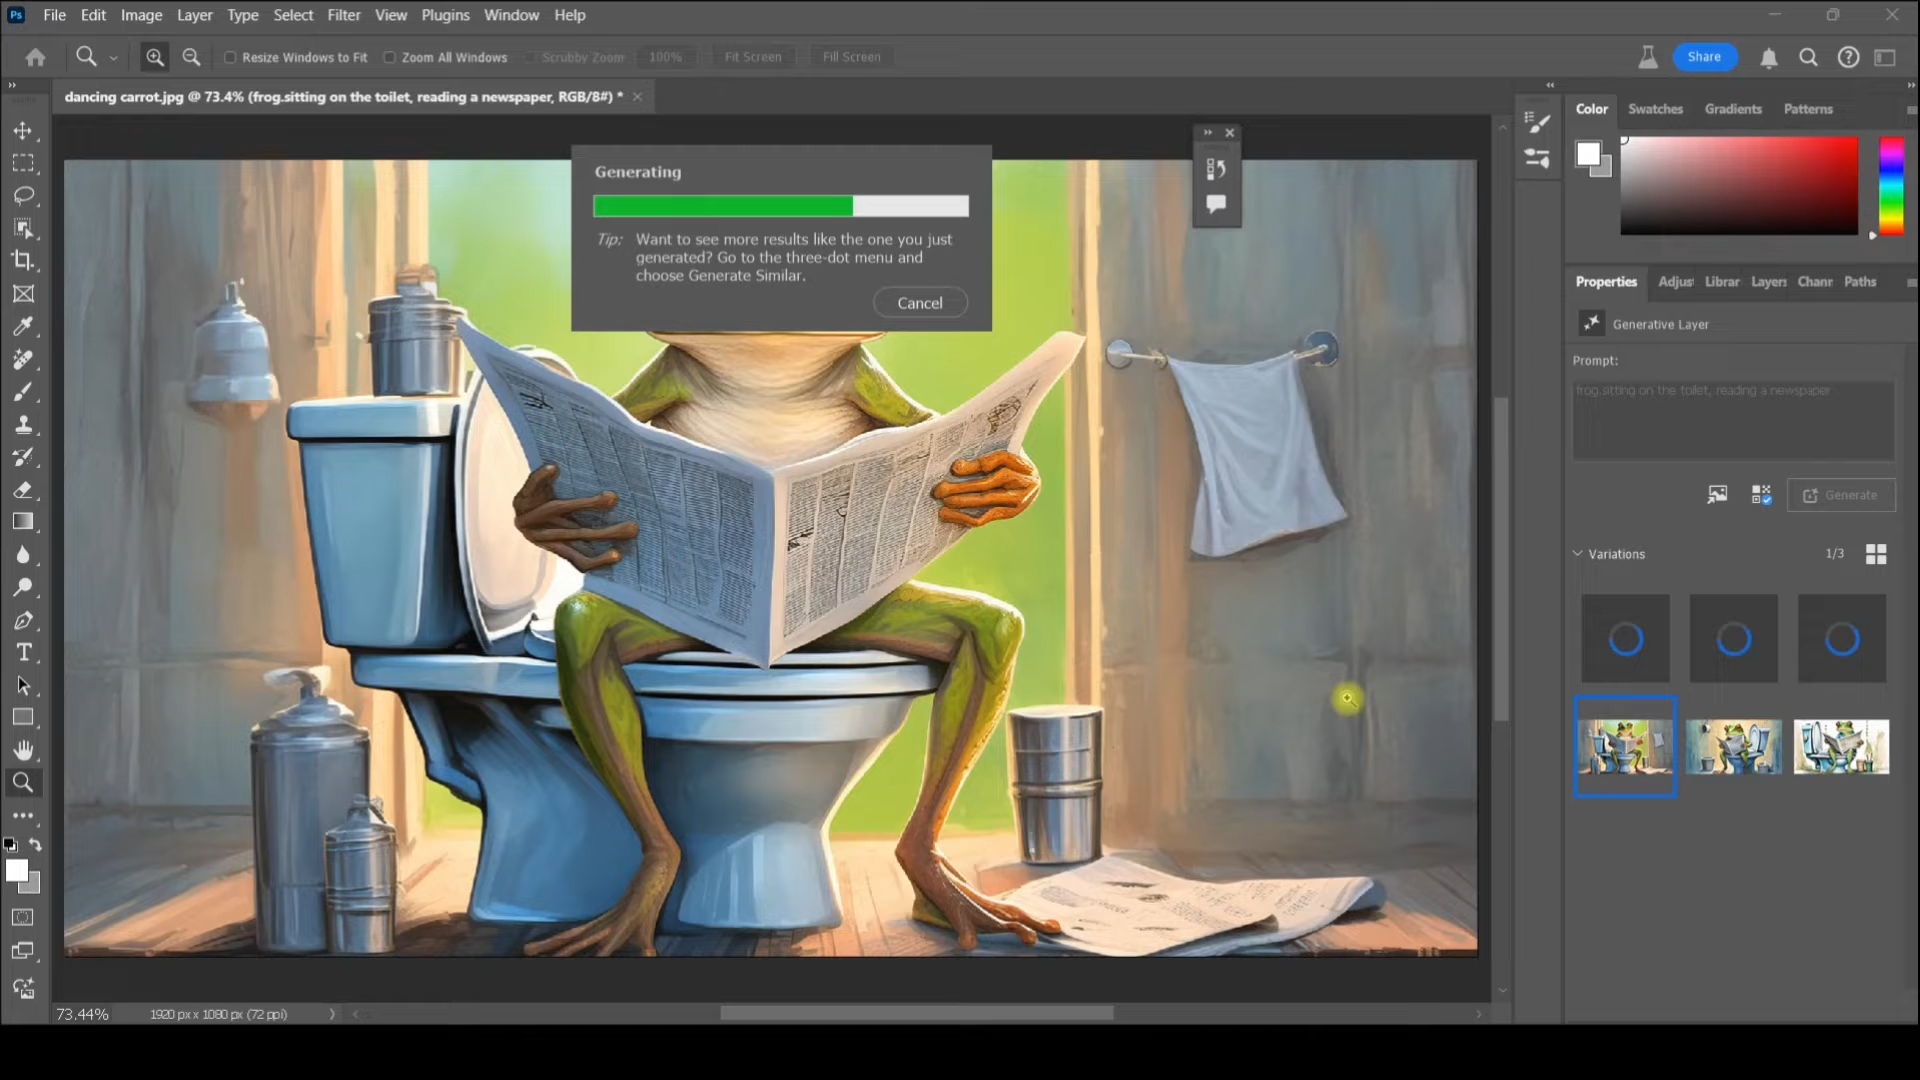 Ps File Edit Image Layer Type Select Filter View Plugins Window Help
Resize Windows to Fit Zoom All Windows Scrubby Zoom 100% Fit Screen Fill Screen Share
dancing carrot.jpg @ 73.4% (frog.sitting on the toilet, reading a newspaper, RGB/8#) *
Color Swatches Gradients Patterns
Generating
Tip: Want to see more results like the one you just
generated? Go to the three-dot menu and
choose Generate Similar.
Cancel
Properties Adjus Librar Layers Chann Paths
Generative Layer
Prompt:
frog.sitting on the toilet, reading a newspaper
Generate
Variations 1/3
73.44% 1920 px x 1080 px (72 ppi)